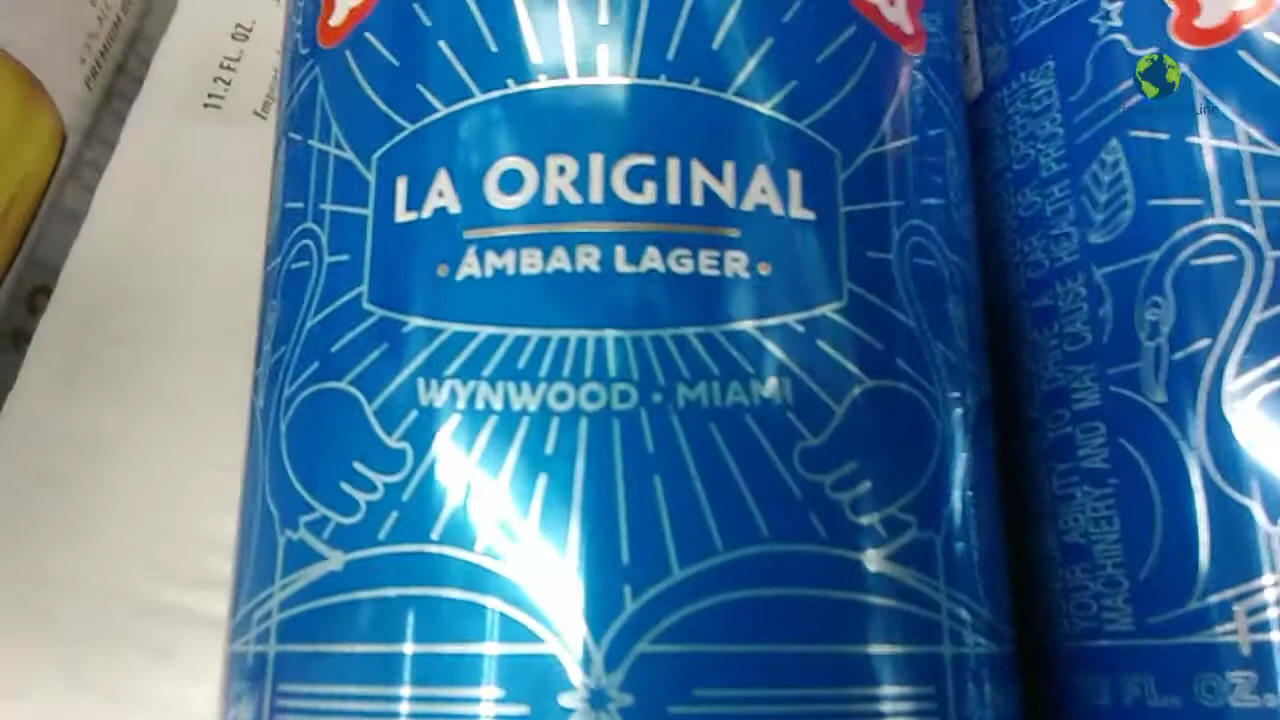 PREMIUM
11.2 FL. OZ.
LA ORIGINAL
• ÁMBAR LAGER •
WYNWOOD • MIAMI
YOUR ABILITY TO DRIVE A CAR OR OPERATE
MACHINERY, AND MAY CAUSE HEALTH PROBLEMS.
FL. OZ.